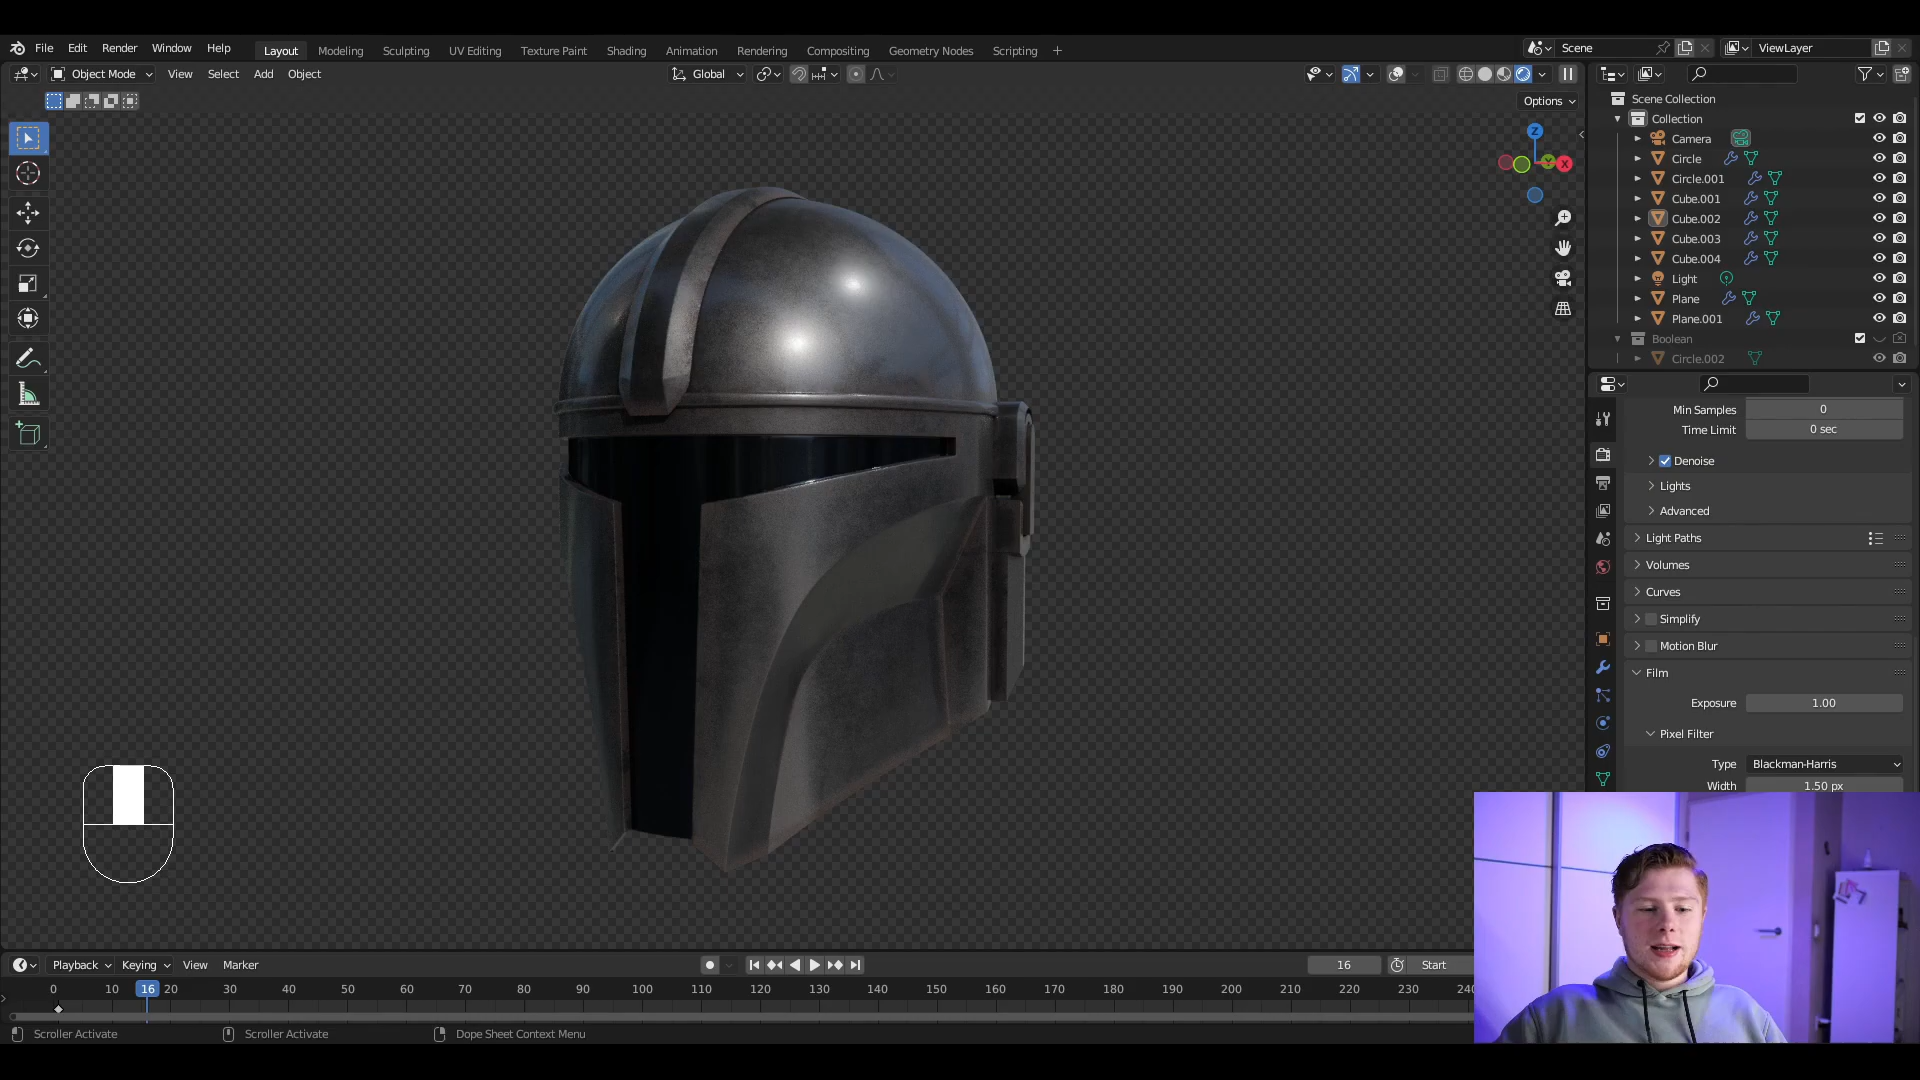 File Edit Render Window Help
Layout Modeling Sculpting UV Editing Texture Paint Shading Animation Rendering Compositing Geometry Nodes Scripting +
Scene
ViewLayer
Object Mode View Select Add Object
Global
Options
Z
Y
X
Scene Collection
Collection
Camera
Circle
Circle.001
Cube.001
Cube.002
Cube.003
Cube.004
Light
Plane
Plane.001
Boolean
Circle.002
Min Samples 0
Time Limit 0 sec
Denoise
Lights
Advanced
Light Paths
Volumes
Curves
Simplify
Motion Blur
Film
Exposure 1.00
Pixel Filter
Type Blackman-Harris
Width 1.50 px
Playback Keying View Marker
16
Start
0 10 16 20 30 40 50 60 70 80 90 100 110 120 130 140 150 160 170 180 190 200 210 220 230
Scroller Activate
Scroller Activate
Dope Sheet Context Menu